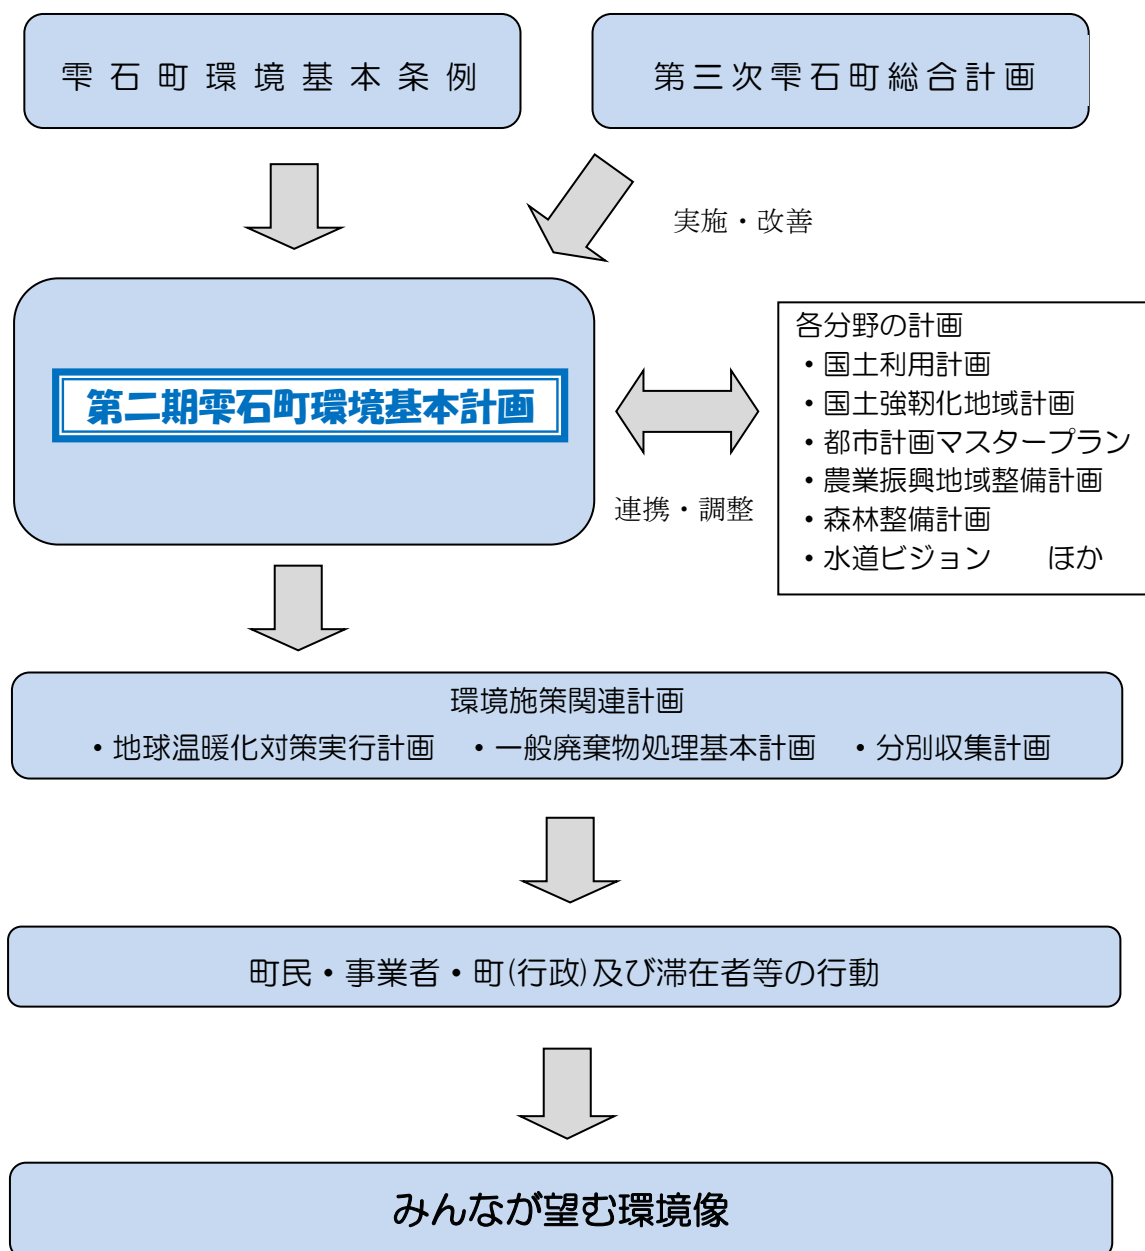 雫石町環境基本条例
第三次雫石町総合計画
実施・改善
第二期雫石町環境基本計画
連携・調整
各分野の計画
・国土利用計画
・国土強靭化地域計画
・都市計画マスタープラン
・農業振興地域整備計画
・森林整備計画
・水道ビジョン　　ほか
環境施策関連計画
・地球温暖化対策実行計画　・一般廃棄物処理基本計画　・分別収集計画
町民・事業者・町(行政)及び滞在者等の行動
みんなが望む環境像